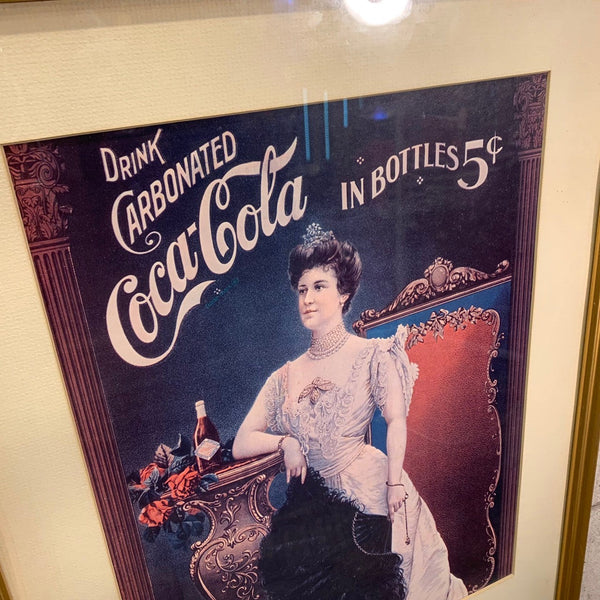 DRINK
CARBONATED
Coca-Cola
IN BOTTLES 5¢